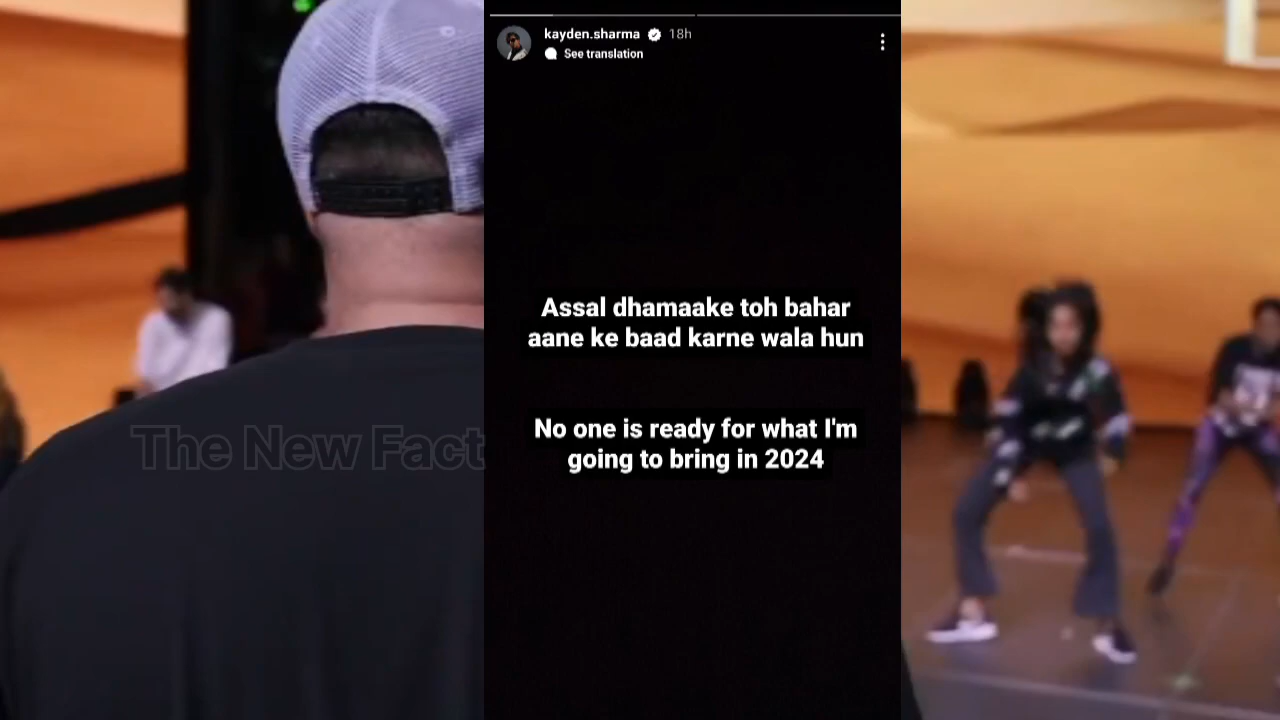 kayden.sharma 18h
See translation
Assal dhamaake toh bahar
aane ke baad karne wala hun
No one is ready for what I'm
going to bring in 2024
The New Fact